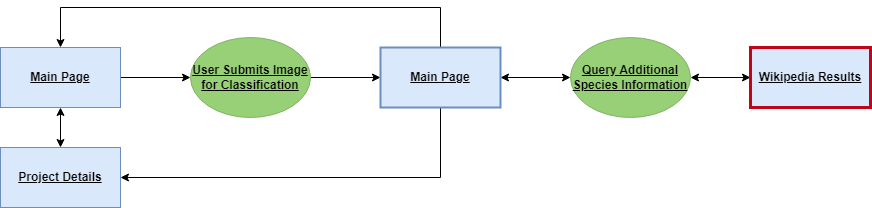 Main Page
User Submits Image
for Classification
Main Page
Query Additional
Species Information
Wikipedia Results
Project Details